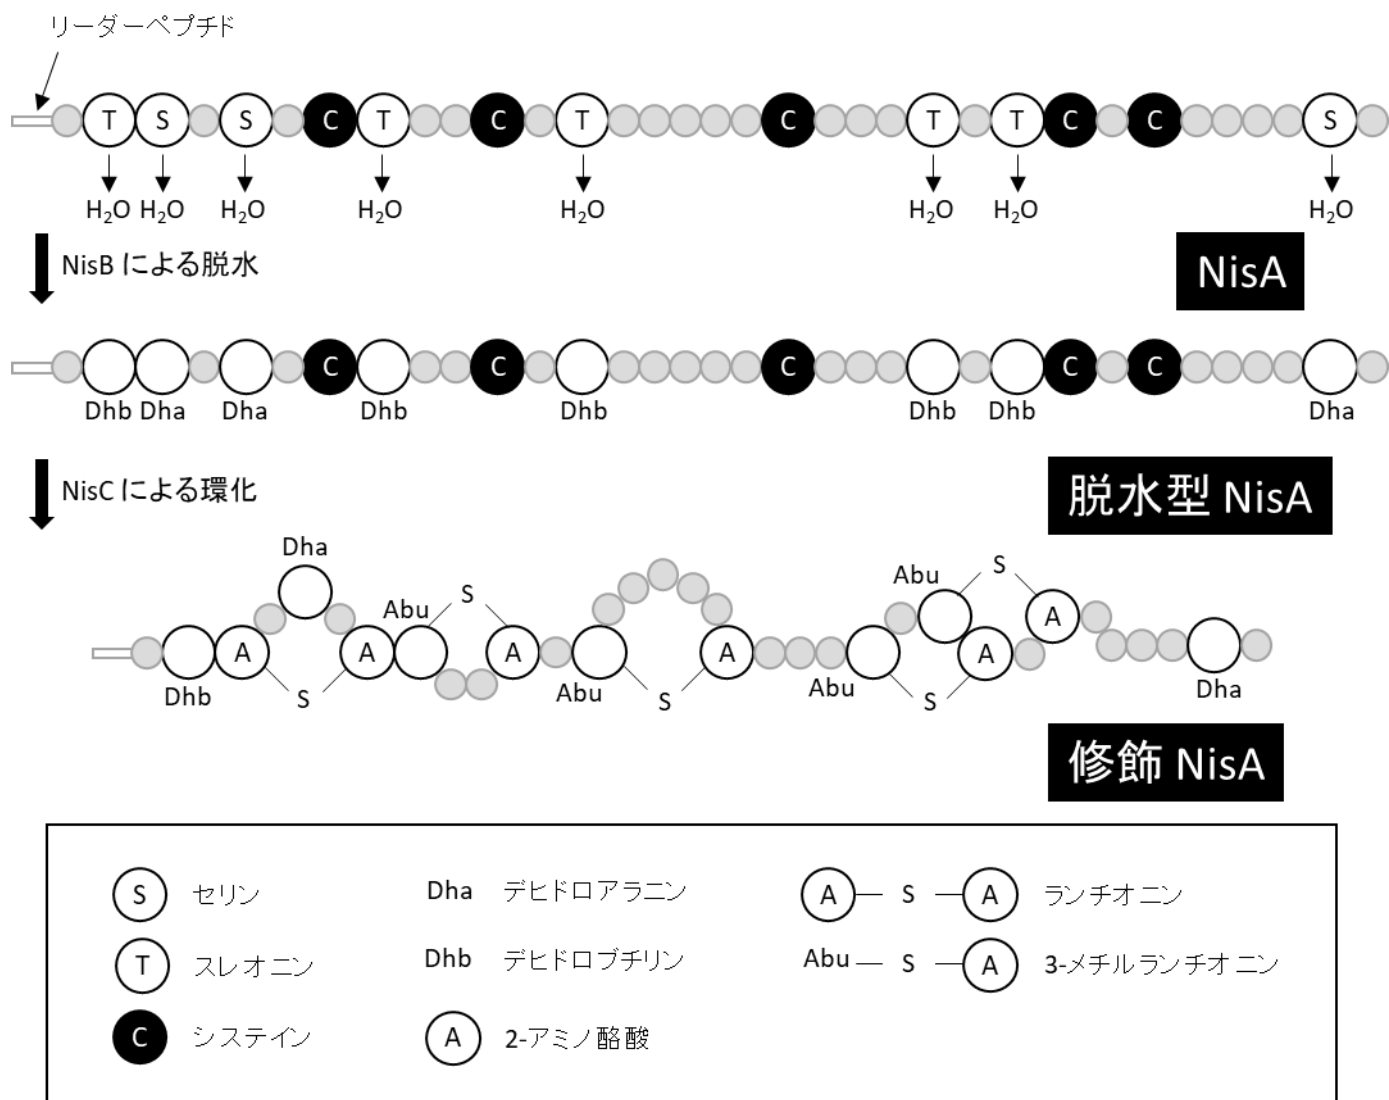 リーダーペプチド
T S S C T C T C T T C C S
H₂O H₂O H₂O H₂O H₂O H₂O H₂O H₂O
NisB による脱水
NisA
C C C C C
Dhb Dha Dha Dhb Dhb Dhb Dhb Dha
NisC による環化
脱水型 NisA
Dha
Abu S Abu S
A A A A A A
Dhb S Abu S Abu S Dha
修飾 NisA
S セリン Dha デヒドロアラニン A S A ランチオニン
T スレオニン Dhb デヒドロブチリン Abu S A 3-メチルランチオニン
C システイン A 2-アミノ酪酸